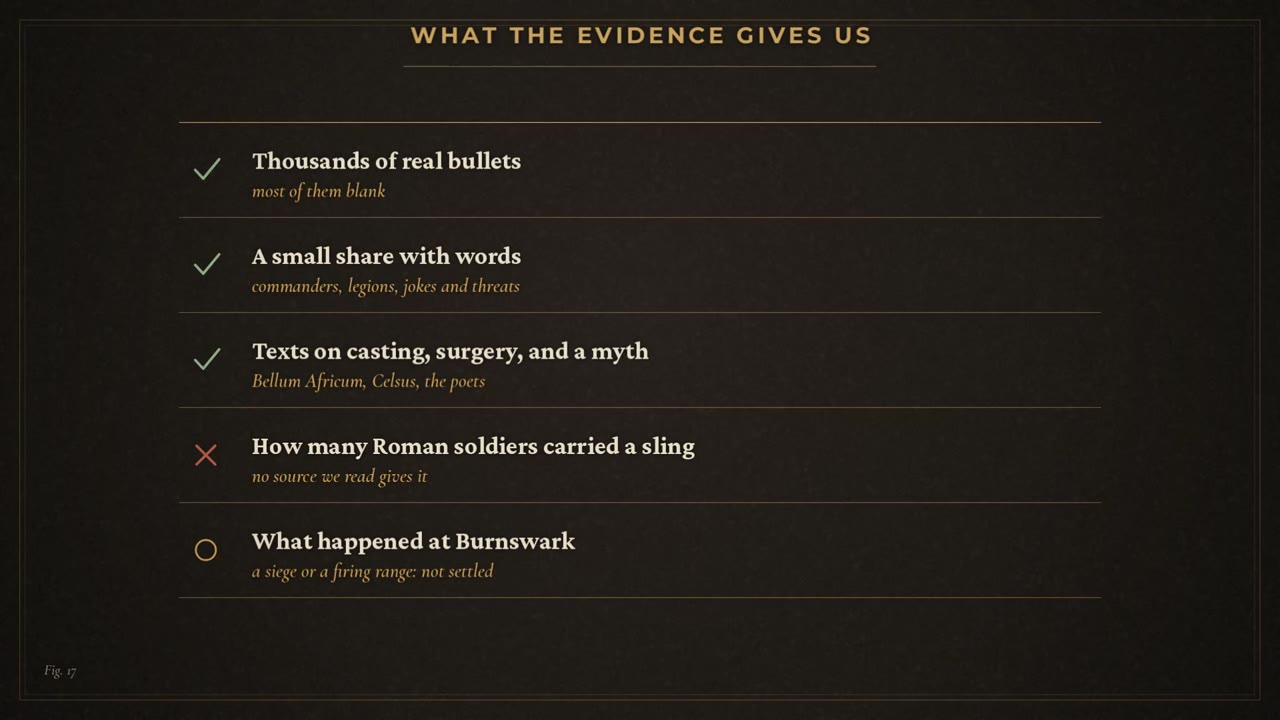 WHAT THE EVIDENCE GIVES US
Thousands of real bullets
most of them blank
A small share with words
commanders, legions, jokes and threats
Texts on casting, surgery, and a myth
Bellum Africum, Celsus, the poets
How many Roman soldiers carried a sling
no source we read gives it
What happened at Burnswark
a siege or a firing range: not settled
Fig. 17